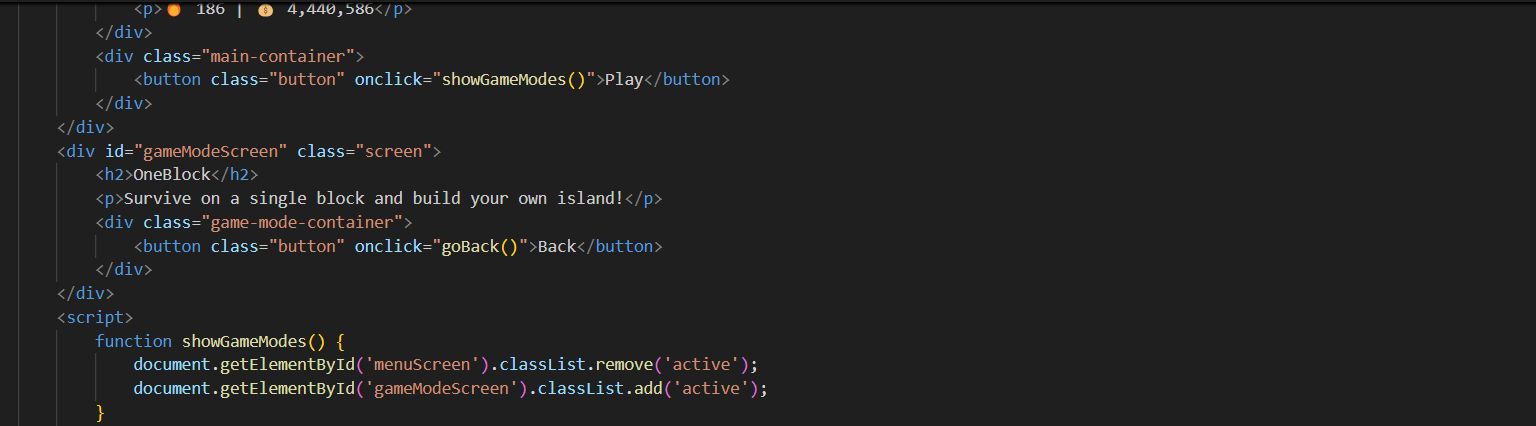 <p>🟠 186 | 💰 4,440,586</p>
</div>
<div class="main-container">
<button class="button" onclick="showGameModes()">Play</button>
</div>
</div>
<div id="gameModeScreen" class="screen">
<h2>OneBlock</h2>
<p>Survive on a single block and build your own island!</p>
<div class="game-mode-container">
<button class="button" onclick="goBack()">Back</button>
</div>
</div>
<script>
function showGameModes() {
document.getElementById('menuScreen').classList.remove('active');
document.getElementById('gameModeScreen').classList.add('active');
}